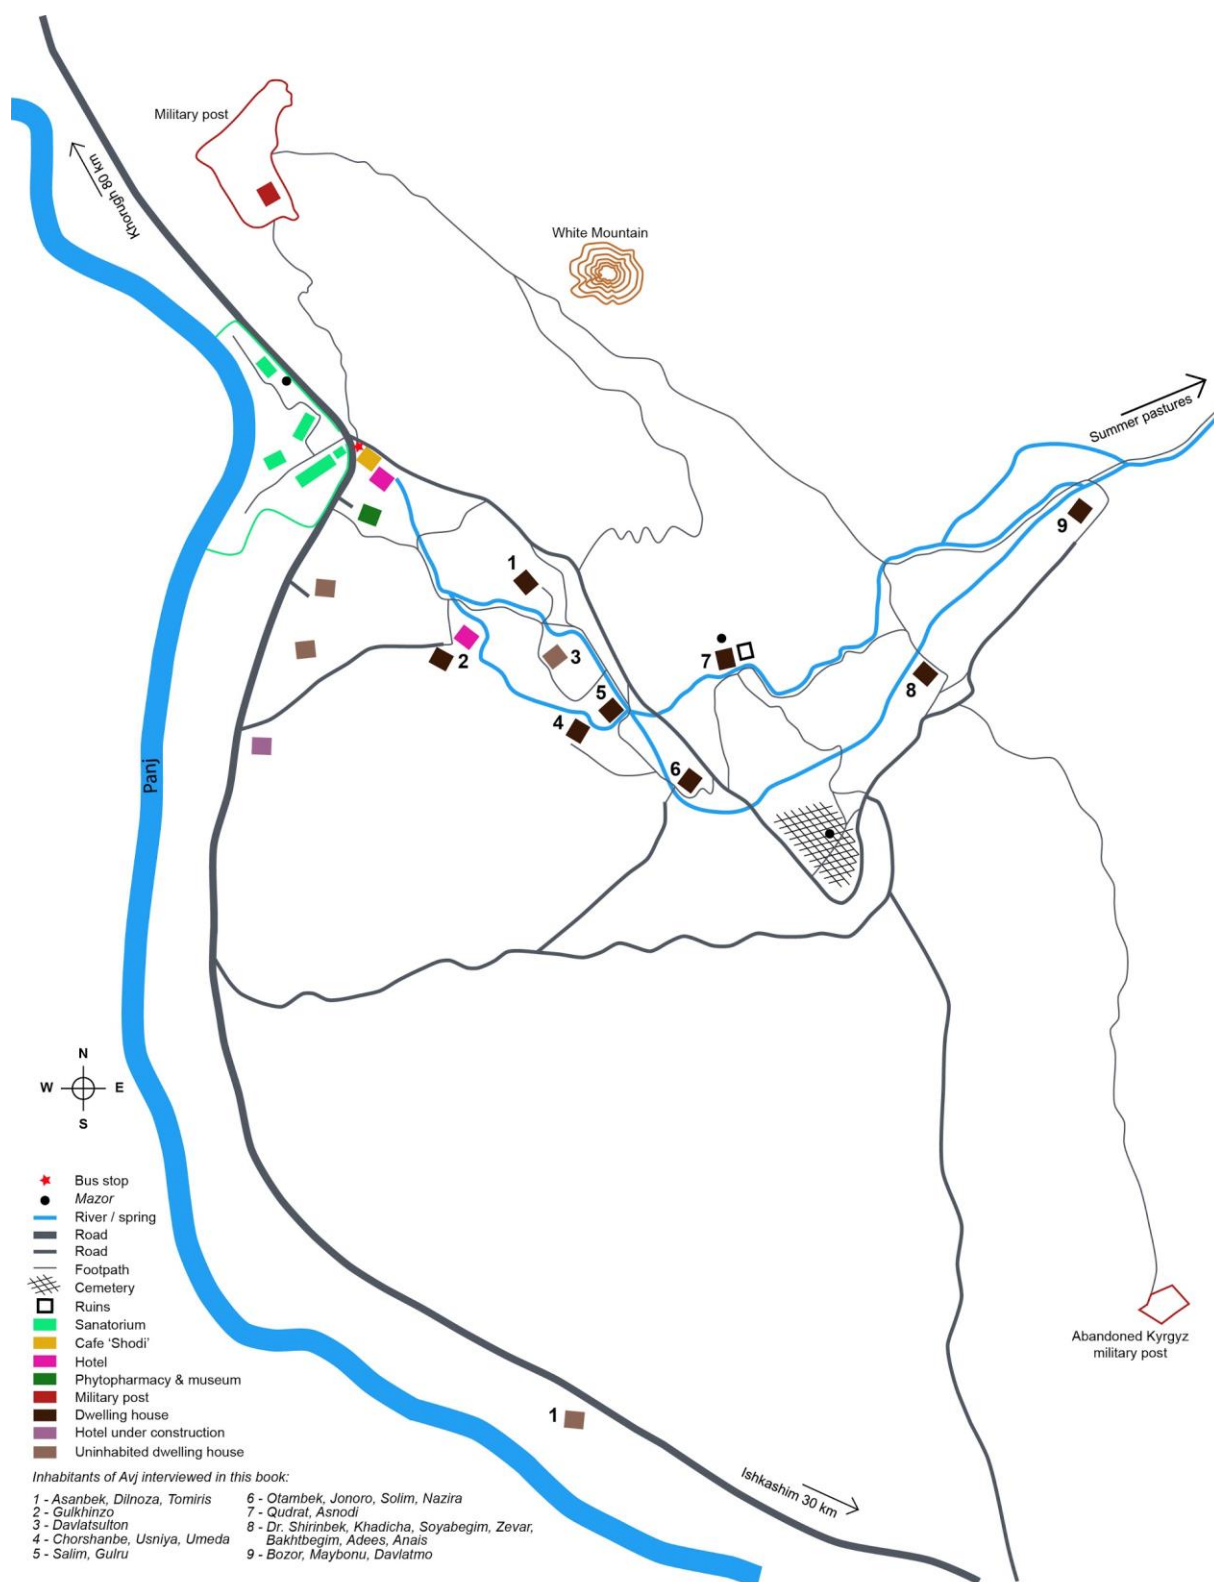 Military post
Khorugh 80 km
White Mountain
Summer pastures
1
9
2
3
7
8
5
4
6
Panj
N
W E
S
Bus stop
Mazor
River / spring
Road
Road
Footpath
Cemetery
Ruins
Sanatorium
Cafe ‘Shodi’
Hotel
Phytopharmacy & museum
Military post
Dwelling house
Hotel under construction
Uninhabited dwelling house
Abandoned Kyrgyz
military post
1
Ishkashim 30 km
Inhabitants of Avj interviewed in this book:
1 - Asanbek, Dilnoza, Tomiris
2 - Gulkhinzo
3 - Davlatsulton
4 - Chorshanbe, Usniya, Umeda
5 - Salim, Gulru
6 - Otambek, Jonoro, Solim, Nazira
7 - Qudrat, Asnodi
8 - Dr. Shirinbek, Khadicha, Soyabegim, Zevar,
Bakhtbegim, Adees, Anais
9 - Bozor, Maybonu, Davlatmo